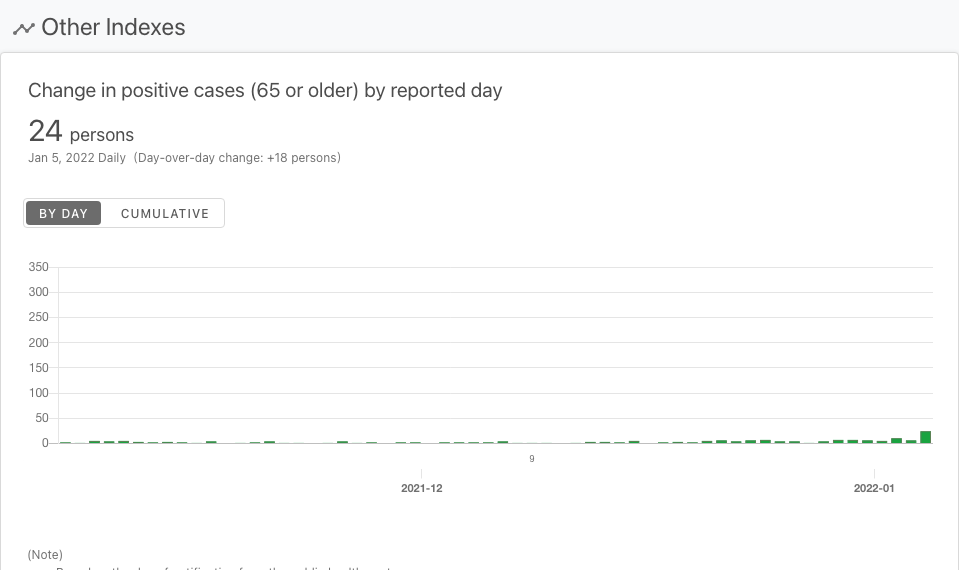 Other Indexes
Change in positive cases (65 or older) by reported day
24 persons
Jan 5, 2022 Daily (Day-over-day change: +18 persons)
BY DAY CUMULATIVE
350
300
250
200
150
100
50
0
9
2021-12 2022-01
(Note)